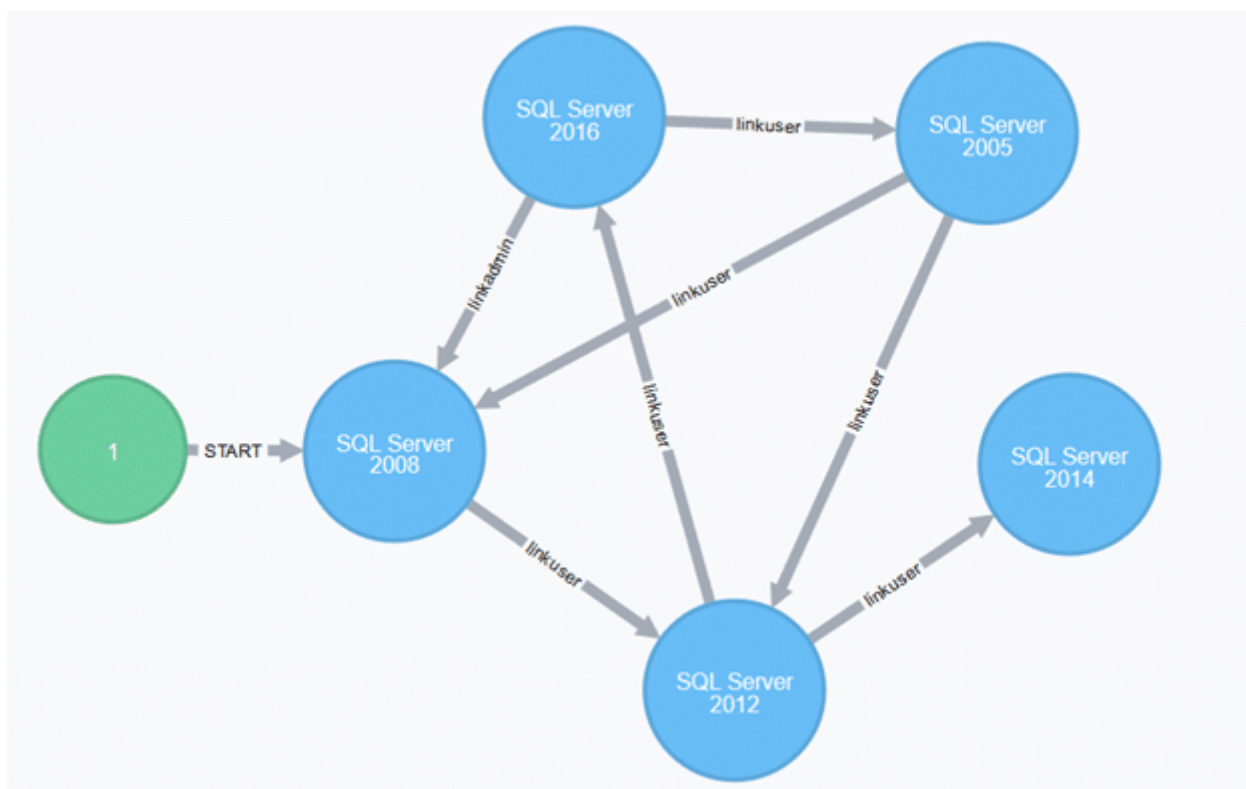 SQL Server
2016
linkuser
SQL Server
2005
linkadmin
linkuser
linkuser
linkuser
1
START
SQL Server
2008
SQL Server
2014
linkuser
linkuser
SQL Server
2012